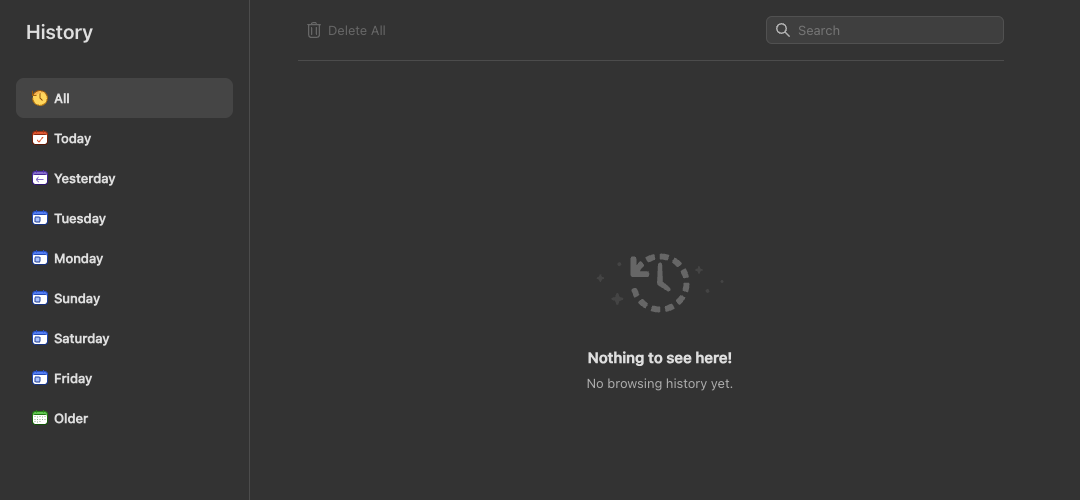 History
Delete All
Search
All
Today
Yesterday
Tuesday
Monday
Sunday
Saturday
Friday
Older
Nothing to see here!
No browsing history yet.